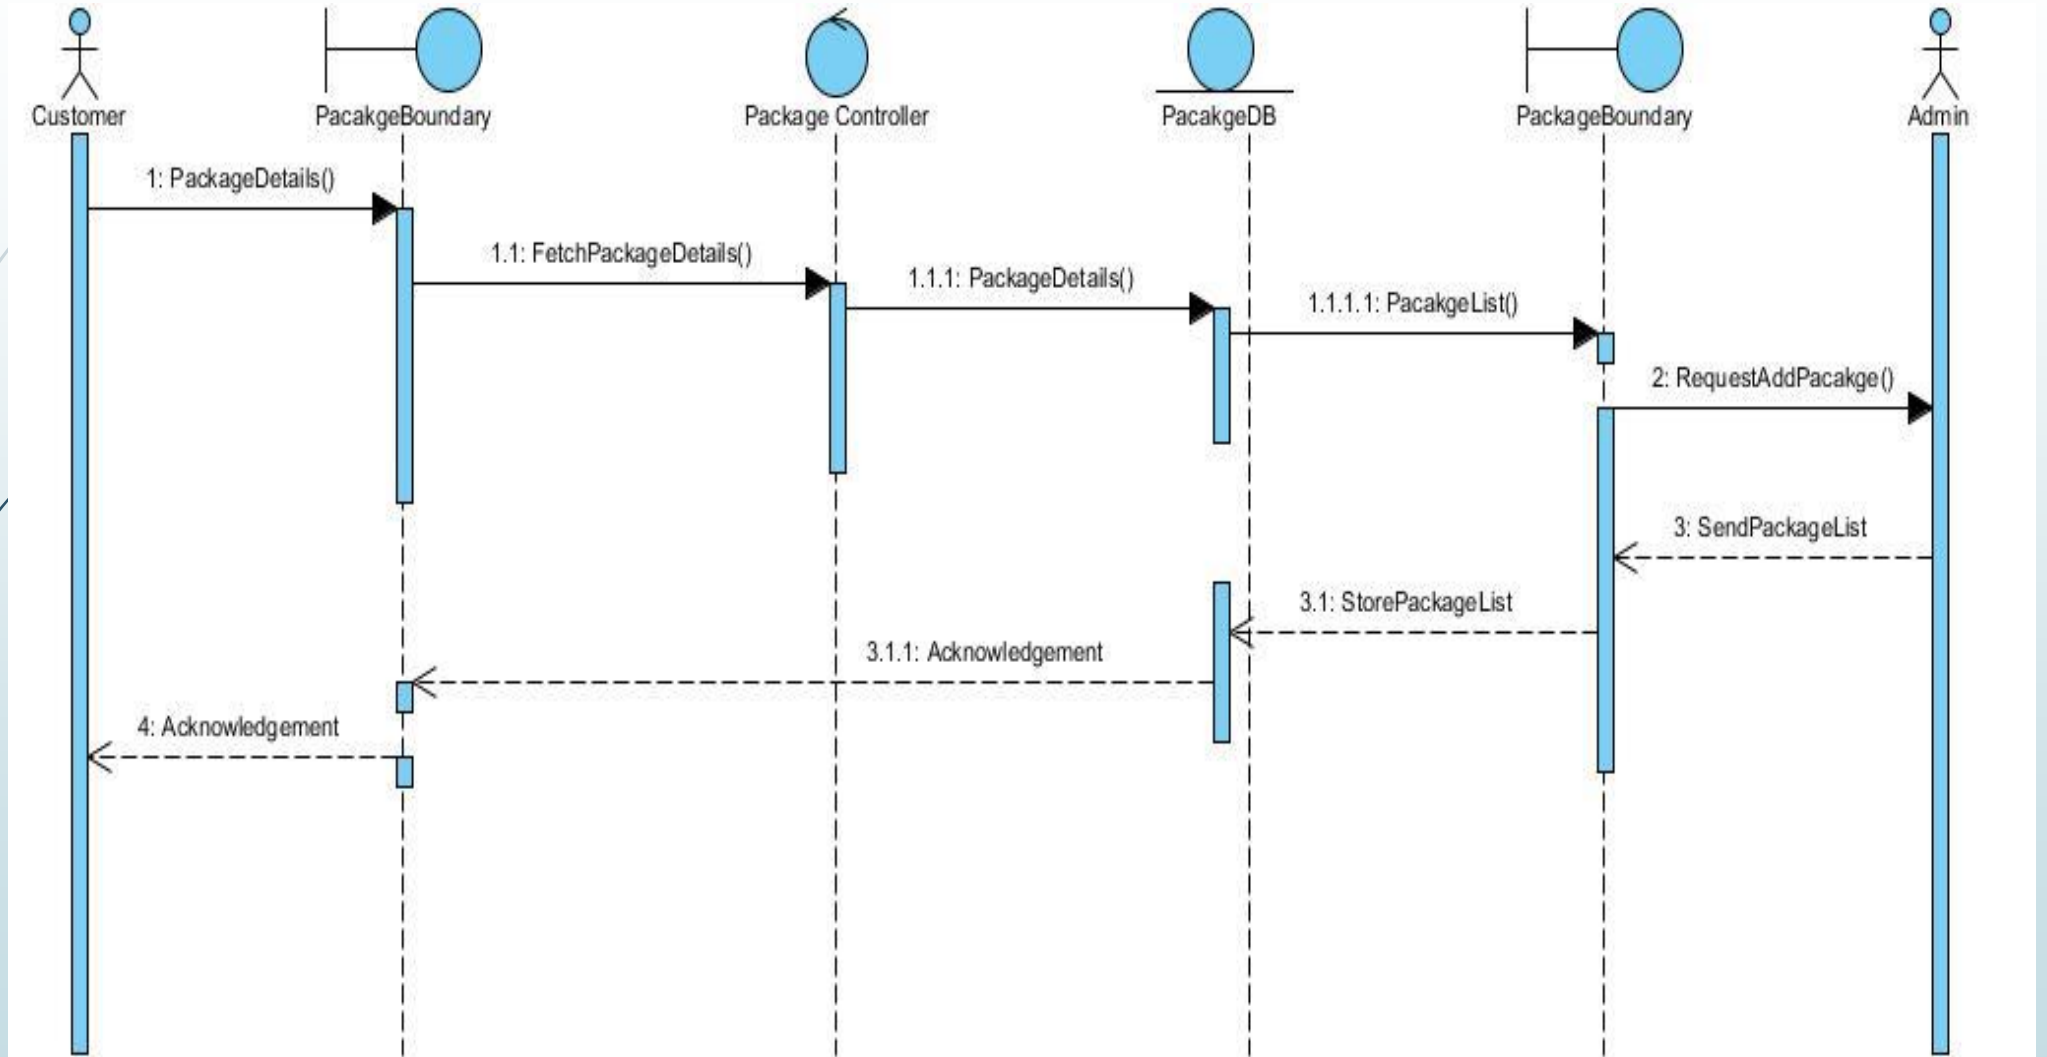 Customer
PacakgeBoundary
Package Controller
PacakgeDB
PackageBoundary
Admin
1: PackageDetails()
1.1: FetchPackageDetails()
1.1.1: PackageDetails()
1.1.1.1: PacakgeList()
2: RequestAddPacakge()
3: SendPackageList
3.1: StorePackageList
3.1.1: Acknowledgement
4: Acknowledgement